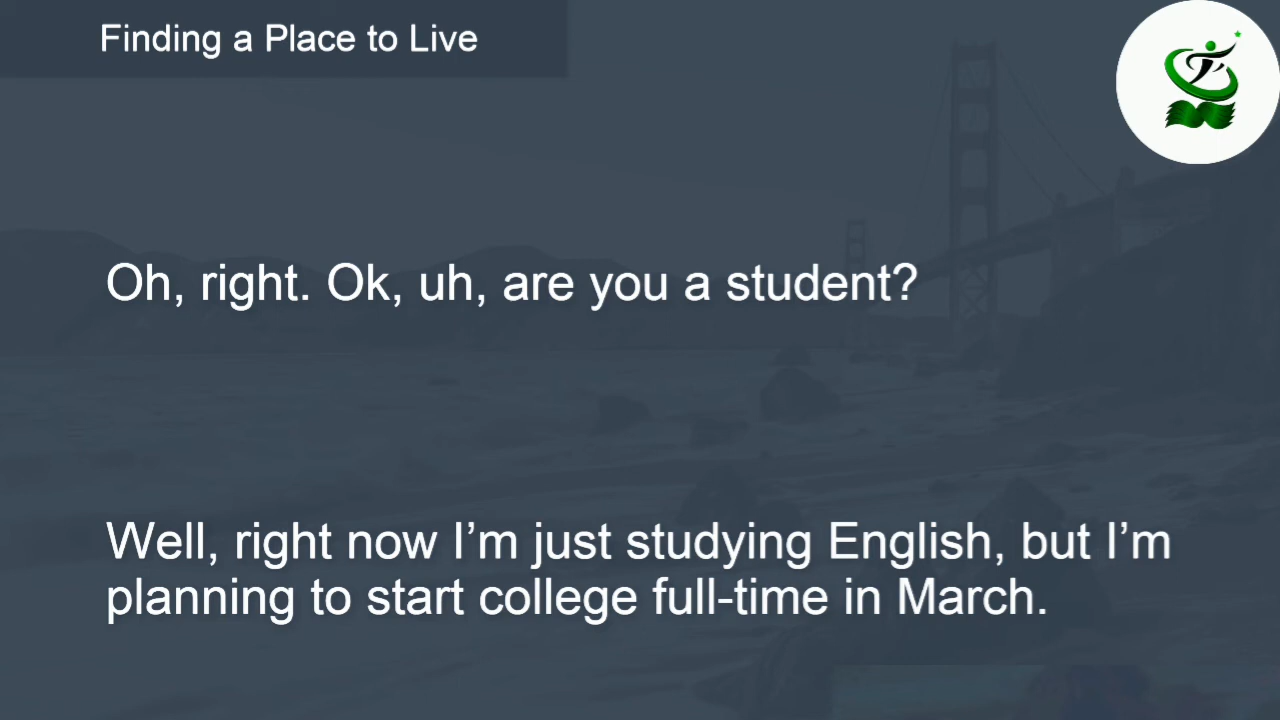 Finding a Place to Live
Oh, right. Ok, uh, are you a student?
Well, right now I’m just studying English, but I’m
planning to start college full-time in March.